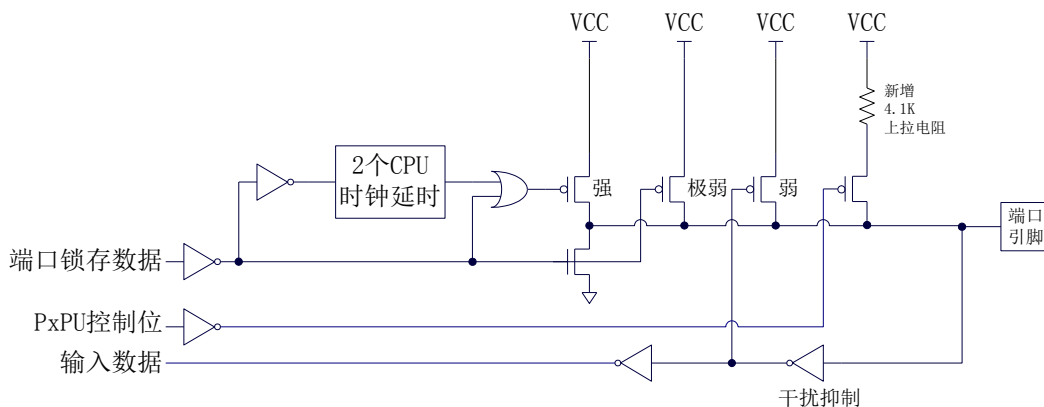 VCC
VCC
VCC
VCC
新增
4.1K
上拉电阻
2个CPU
时钟延时
强
极弱
弱
端口
引脚
端口锁存数据
PxPU控制位
输入数据
干扰抑制